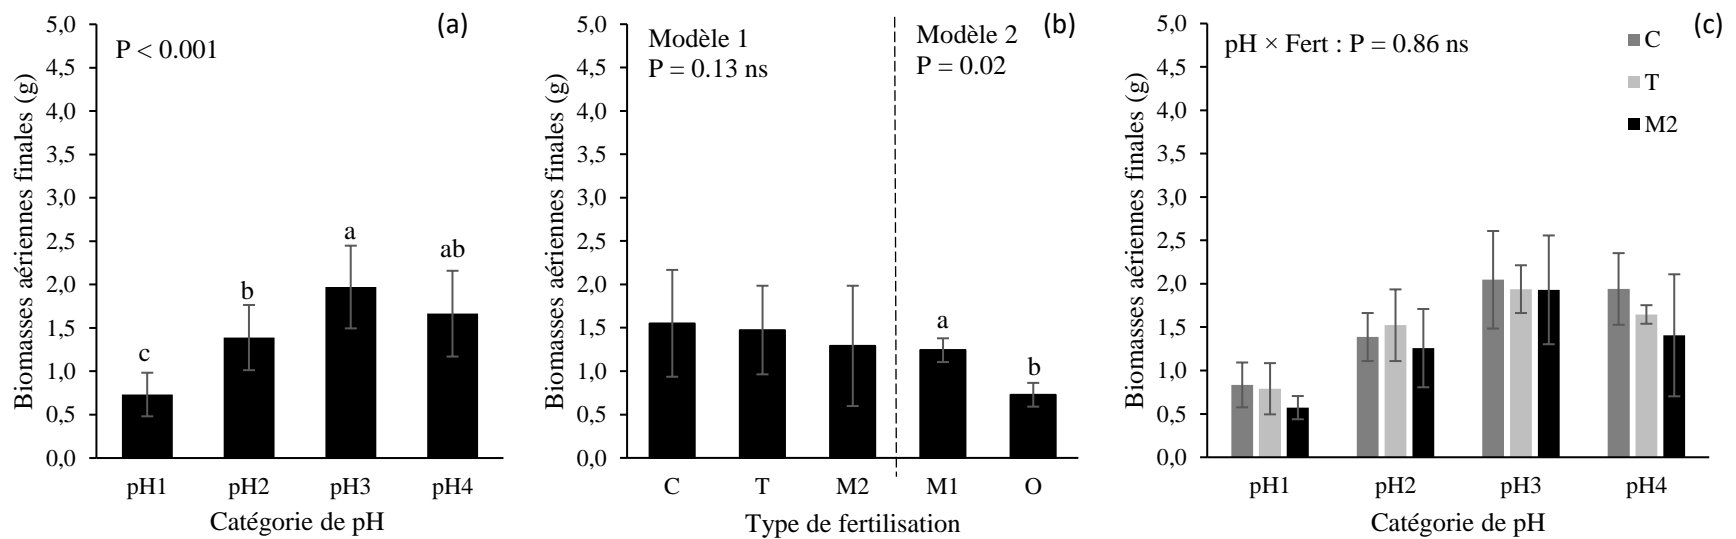 (a)
P < 0.001
Biomasses aériennes finales (g)
5,0
4,5
4,0
3,5
3,0
2,5
2,0
1,5
1,0
0,5
0,0
c
b
a
ab
pH1 pH2 pH3 pH4
Catégorie de pH
(b)
Modèle 1
P = 0.13 ns
Modèle 2
P = 0.02
Biomasses aériennes finales (g)
5,0
4,5
4,0
3,5
3,0
2,5
2,0
1,5
1,0
0,5
0,0
a
b
C T M2 M1 O
Type de fertilisation
(c)
pH × Fert : P = 0.86 ns
C
T
M2
Biomasses aériennes finales (g)
5,0
4,5
4,0
3,5
3,0
2,5
2,0
1,5
1,0
0,5
0,0
pH1 pH2 pH3 pH4
Catégorie de pH